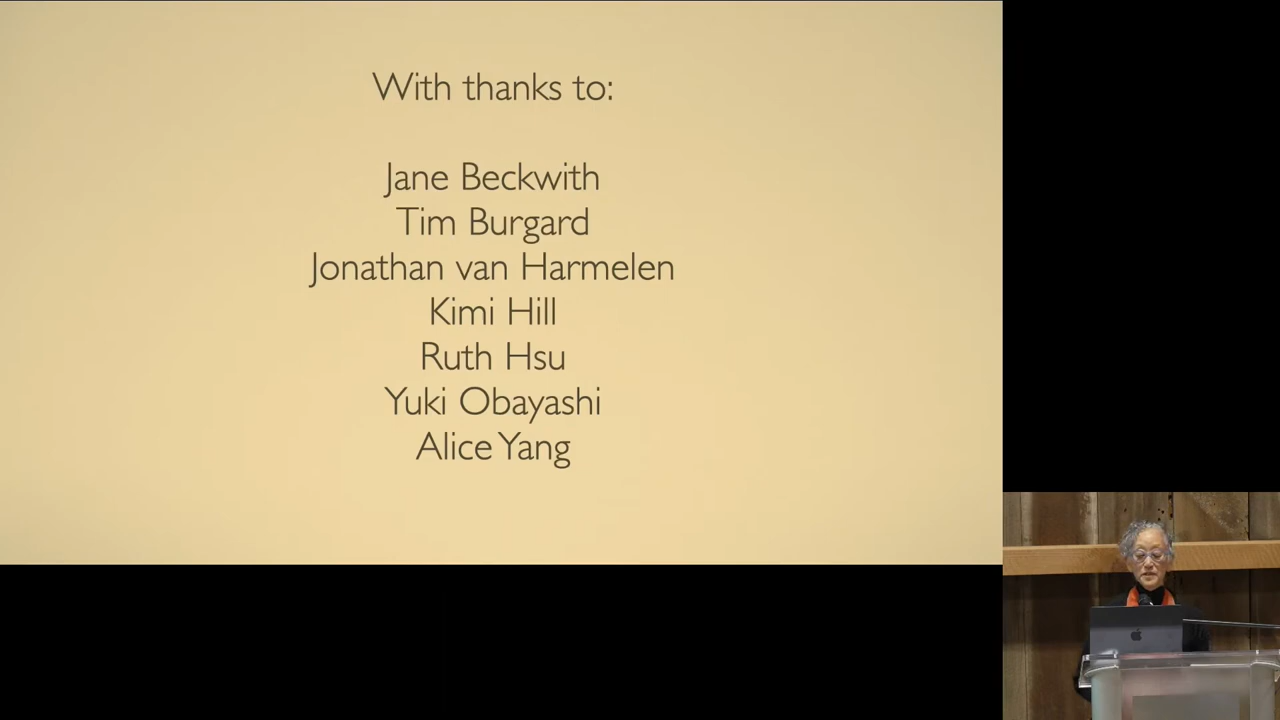 With thanks to:
Jane Beckwith
Tim Burgard
Jonathan van Harmelen
Kimi Hill
Ruth Hsu
Yuki Obayashi
Alice Yang